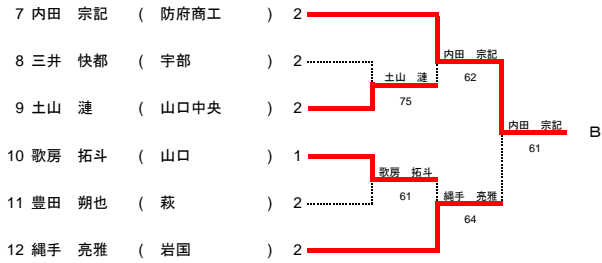 7 内田 宗記 ( 防府商工 ) 2
8 三井 快都 ( 宇部 ) 2
9 土山 漣 ( 山口中央 ) 2
10 歌房 拓斗 ( 山口 ) 1
11 豊田 朔也 ( 萩 ) 2
12 縄手 亮雅 ( 岩国 ) 2
土山 漣
75
歌房 拓斗
61
内田 宗記
62
縄手 亮雅
64
内田 宗記
61
B